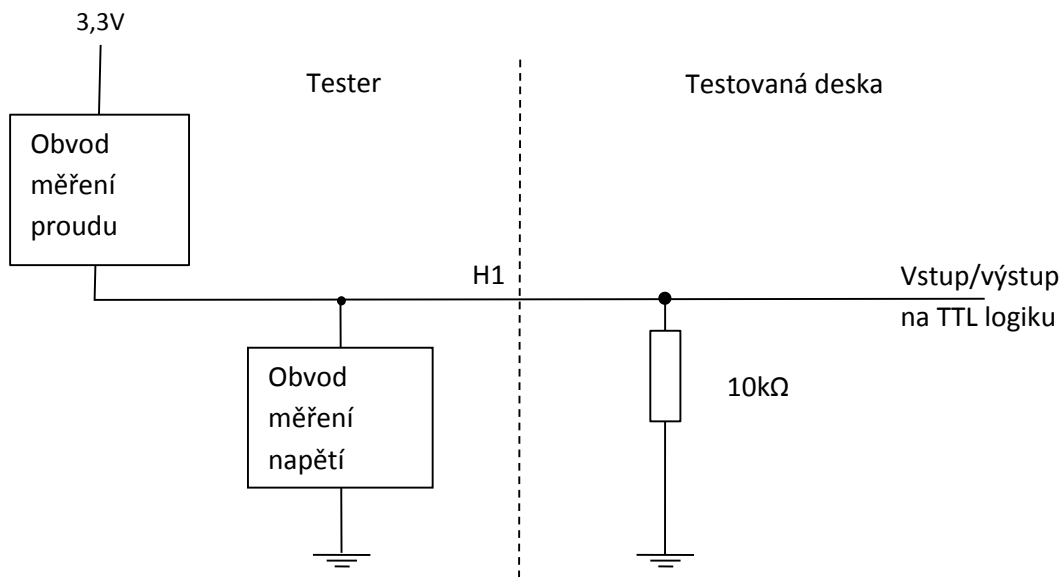 3,3V
Tester
Testovaná deska
Obvod
měření
proudu
H1
Vstup/výstup
na TTL logiku
Obvod
měření
napětí
10kΩ